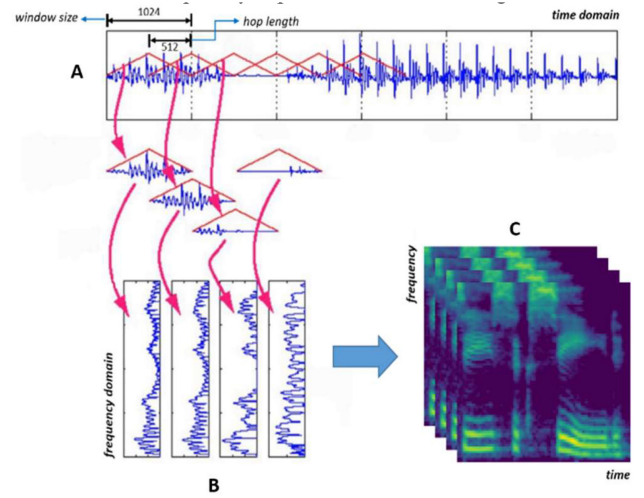 window size
1024
hop length
512
time domain
A
C
frequency
frequency domain
B
time